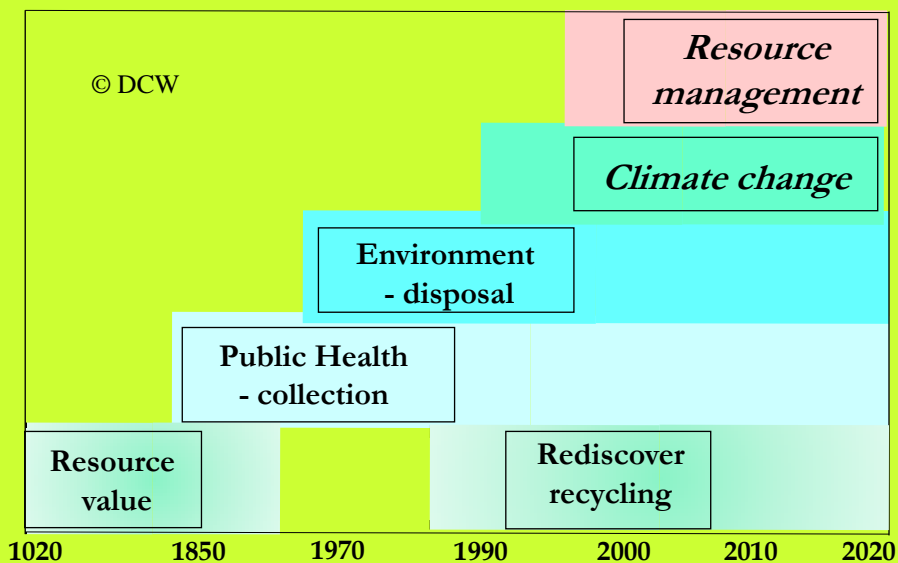 © DCW
Resource
management
Climate change
Environment
- disposal
Public Health
- collection
Resource
value
Rediscover
recycling
1020 1850 1970 1990 2000 2010 2020